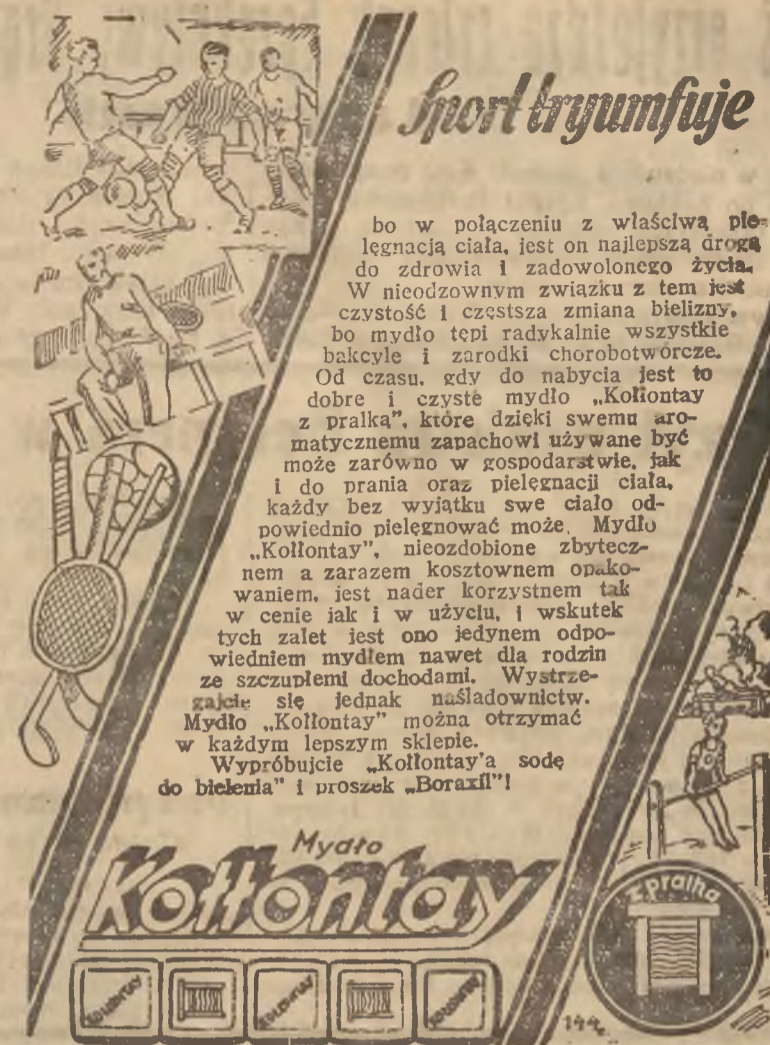 Sport tryumfuje
bo w połączeniu z właściwą pie-
lęgnacją ciała, jest on najlepszą drogą
do zdrowia i zadowolonego życia.
W nieodzownym związku z tem jest
czystość i częstsza zmiana bielizny,
bo mydło tępi radykalnie wszystkie
bakcyle i zarodki chorobotwórcze.
Od czasu, gdy do nabycia jest to
dobre i czyste mydło „Kołłontay
z pralką”, które dzięki swemu aro-
matycznemu zapachowi używane być
może zarówno w gospodarstwie, jak
i do prania oraz pielęgnacji ciała,
każdy bez wyjątku swe ciało od-
powiednio pielęgnować może. Mydło
„Kołłontay”, nieozdobione zbytecz-
nem a zarazem kosztownem opako-
waniem, jest nader korzystnem tak
w cenie jak i w użyciu, i wskutek
tych zalet jest ono jedynem odpo-
wiedniem mydłem nawet dla rodzin
ze szczupłemi dochodami. Wystrze-
gajcie się jednak naśladownictw.
Mydło „Kołłontay” można otrzymać
w każdym lepszym sklepie.
Wypróbujcie „Kołłontay'a sodę
do bielenia” i proszek „Boraxil”!
Mydło
Kołłontay
z pralką
KOŁŁONTAY
KOŁŁONTAY
KOŁŁONTAY